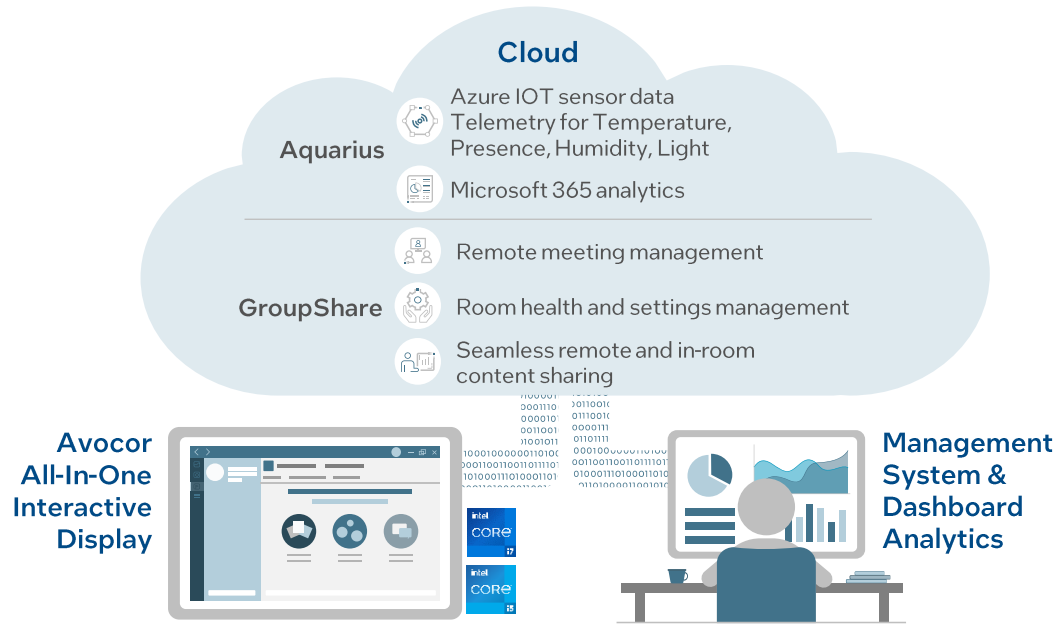 Cloud
Azure IOT sensor data
Telemetry for Temperature,
Aquarius
Presence, Humidity, Light
Microsoft 365 analytics
Remote meeting management
GroupShare
Room health and settings management
Seamless remote and in-room
content sharing
Avocor
All-In-One
Interactive
Display
intel
CORE
i7
intel
CORE
i5
Management
System &
Dashboard
Analytics